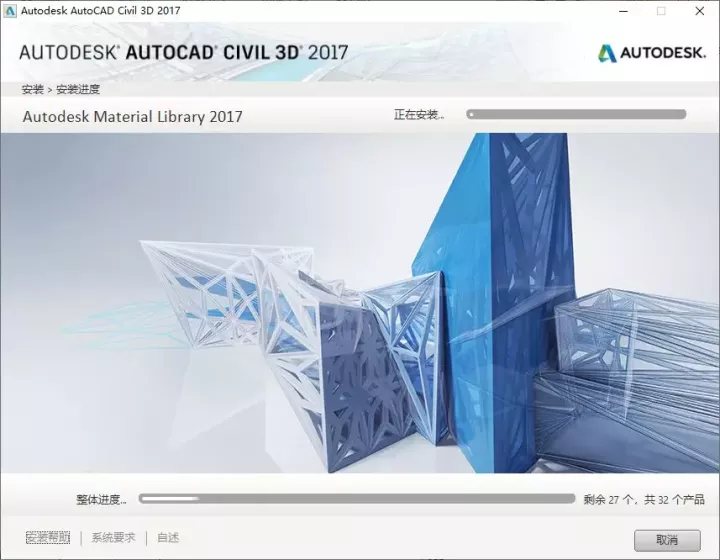 Autodesk AutoCAD Civil 3D 2017
AUTODESK® AUTOCAD® CIVIL 3D® 2017
AUTODESK.
安装 > 安装进度
Autodesk Material Library 2017
正在安装...
整体进度...
剩余 27 个，共 32 个产品
安装帮助 | 系统要求 | 自述
取消